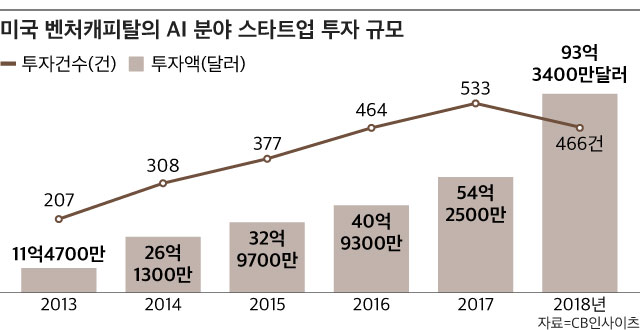 미국 벤처캐피탈의 AI 분야 스타트업 투자 규모
투자건수(건)
투자액(달러)
93억
3400만달러
533
464
466건
377
308
207
54억
2500만
40억
9300만
32억
9700만
26억
1300만
11억4700만
2013
2014
2015
2016
2017
2018년
자료=CB인사이츠